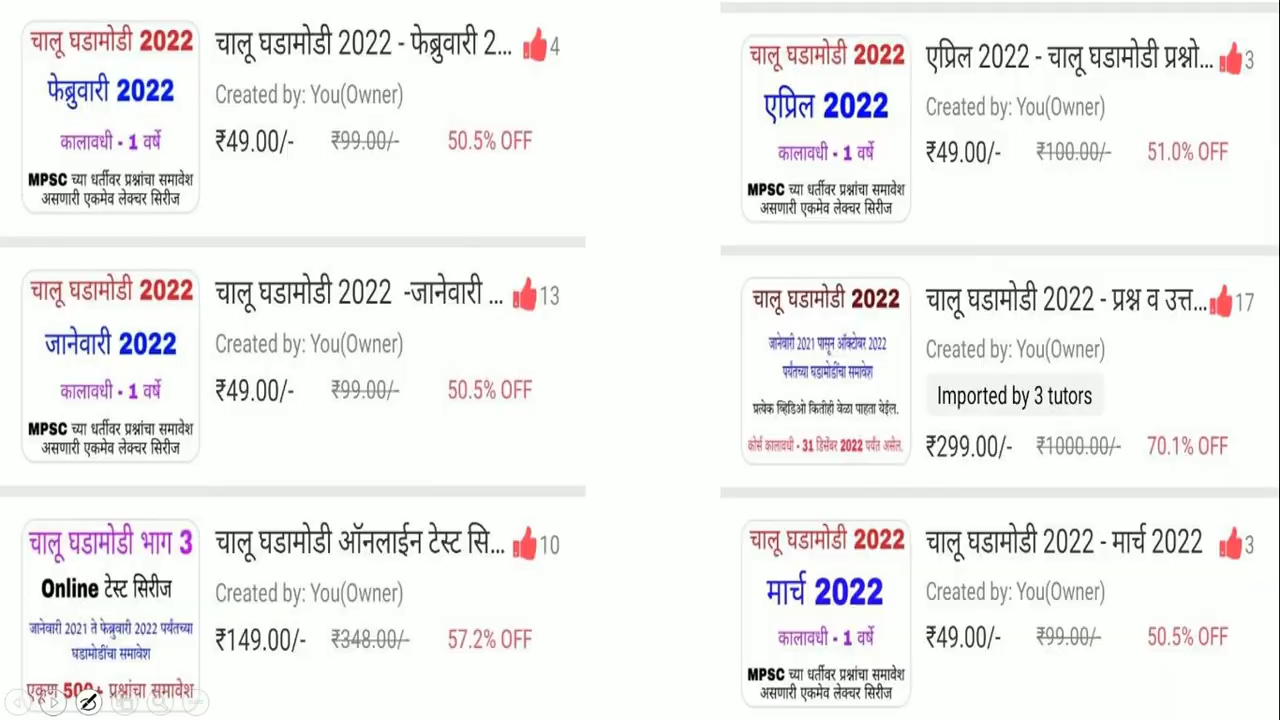 चालू घडामोडी 2022
फेब्रुवारी 2022
कालावधी - 1 वर्षे
MPSC च्या धर्तीवर प्रश्नांचा समावेश
असणारी एकमेव लेक्चर सिरीज
चालू घडामोडी 2022 - फेब्रुवारी 2... 4
Created by: You(Owner)
₹49.00/- ₹99.00/- 50.5% OFF
चालू घडामोडी 2022
जानेवारी 2022
कालावधी - 1 वर्षे
MPSC च्या धर्तीवर प्रश्नांचा समावेश
असणारी एकमेव लेक्चर सिरीज
चालू घडामोडी 2022 -जानेवारी ... 13
Created by: You(Owner)
₹49.00/- ₹99.00/- 50.5% OFF
चालू घडामोडी भाग 3
Online टेस्ट सिरीज
जानेवारी 2021 ते फेब्रुवारी 2022 पर्यंतच्या
घडामोडींचा समावेश
एकूण 500+ प्रश्नांचा समावेश
चालू घडामोडी ऑनलाईन टेस्ट सि... 10
Created by: You(Owner)
₹149.00/- ₹348.00/- 57.2% OFF
चालू घडामोडी 2022
एप्रिल 2022
कालावधी - 1 वर्षे
MPSC च्या धर्तीवर प्रश्नांचा समावेश
असणारी एकमेव लेक्चर सिरीज
एप्रिल 2022 - चालू घडामोडी प्रश्नो... 3
Created by: You(Owner)
₹49.00/- ₹100.00/- 51.0% OFF
चालू घडामोडी 2022
जानेवारी 2021 पासून ऑक्टोबर 2022
पर्यंतच्या घडामोडींचा समावेश
प्रत्येक व्हिडिओ कितीही वेळा पाहता येईल.
कोर्स कालावधी - 31 डिसेंबर 2022 पर्यंत असेल.
चालू घडामोडी 2022 - प्रश्न व उत्त... 17
Created by: You(Owner)
Imported by 3 tutors
₹299.00/- ₹1000.00/- 70.1% OFF
चालू घडामोडी 2022
मार्च 2022
कालावधी - 1 वर्षे
MPSC च्या धर्तीवर प्रश्नांचा समावेश
असणारी एकमेव लेक्चर सिरीज
चालू घडामोडी 2022 - मार्च 2022 3
Created by: You(Owner)
₹49.00/- ₹99.00/- 50.5% OFF